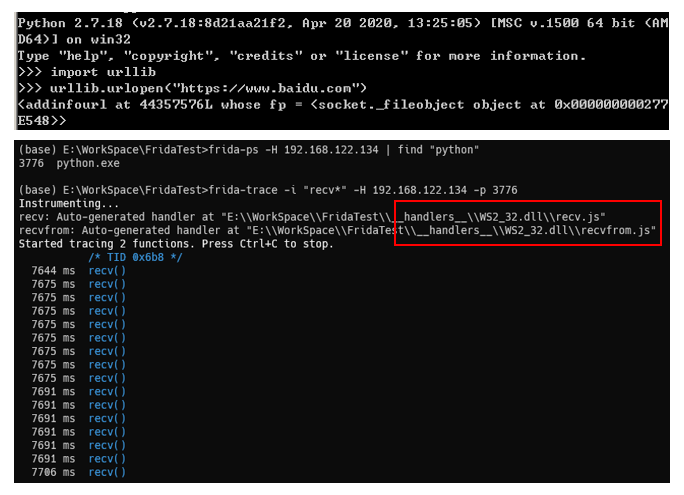 Python 2.7.18 (v2.7.18:8d21aa21f2, Apr 20 2020, 13:25:05) [MSC v.1500 64 bit (AM
D64)] on win32
Type "help", "copyright", "credits" or "license" for more information.
>>> import urllib
>>> urllib.urlopen("https://www.baidu.com")
<addinfourl at 44357576L whose fp = <socket._fileobject object at 0x000000000277
E548>>
(base) E:\WorkSpace\FridaTest>frida-ps -H 192.168.122.134 | find "python"
3776  python.exe
(base) E:\WorkSpace\FridaTest>frida-trace -i "recv*" -H 192.168.122.134 -p 3776
Instrumenting...
recv: Auto-generated handler at "E:\\WorkSpace\\FridaTest\\__handlers__\\WS2_32.dll\\recv.js"
recvfrom: Auto-generated handler at "E:\\WorkSpace\\FridaTest\\__handlers__\\WS2_32.dll\\recvfrom.js"
Started tracing 2 functions. Press Ctrl+C to stop.
/* TID 0x6b8 */
7644 ms  recv()
7675 ms  recv()
7675 ms  recv()
7675 ms  recv()
7675 ms  recv()
7675 ms  recv()
7675 ms  recv()
7675 ms  recv()
7675 ms  recv()
7691 ms  recv()
7691 ms  recv()
7691 ms  recv()
7691 ms  recv()
7691 ms  recv()
7691 ms  recv()
7706 ms  recv()